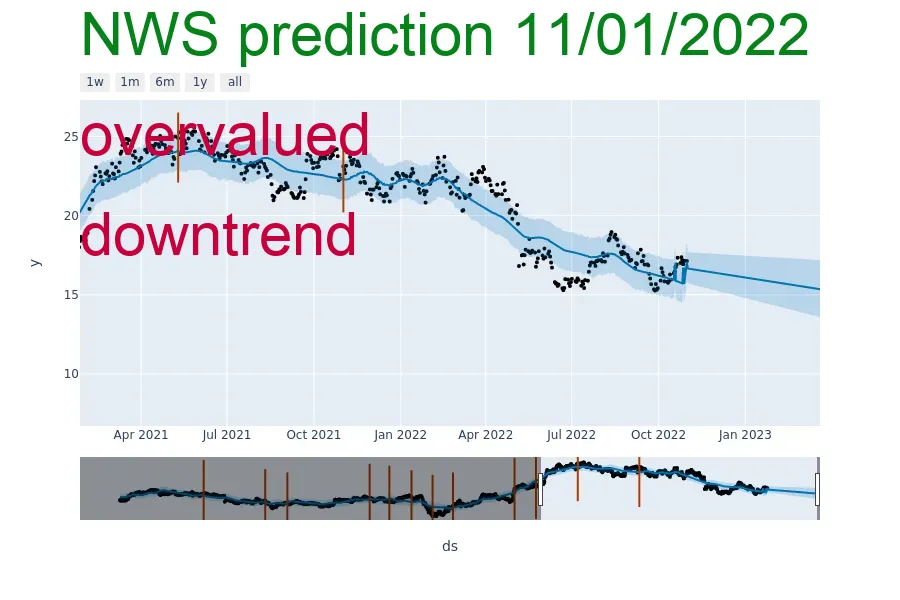 NWS prediction 11/01/2022
1w 1m 6m 1y all
25
overvalued
20
downtrend
y
15
10
Apr 2021 Jul 2021 Oct 2021 Jan 2022 Apr 2022 Jul 2022 Oct 2022 Jan 2023
ds